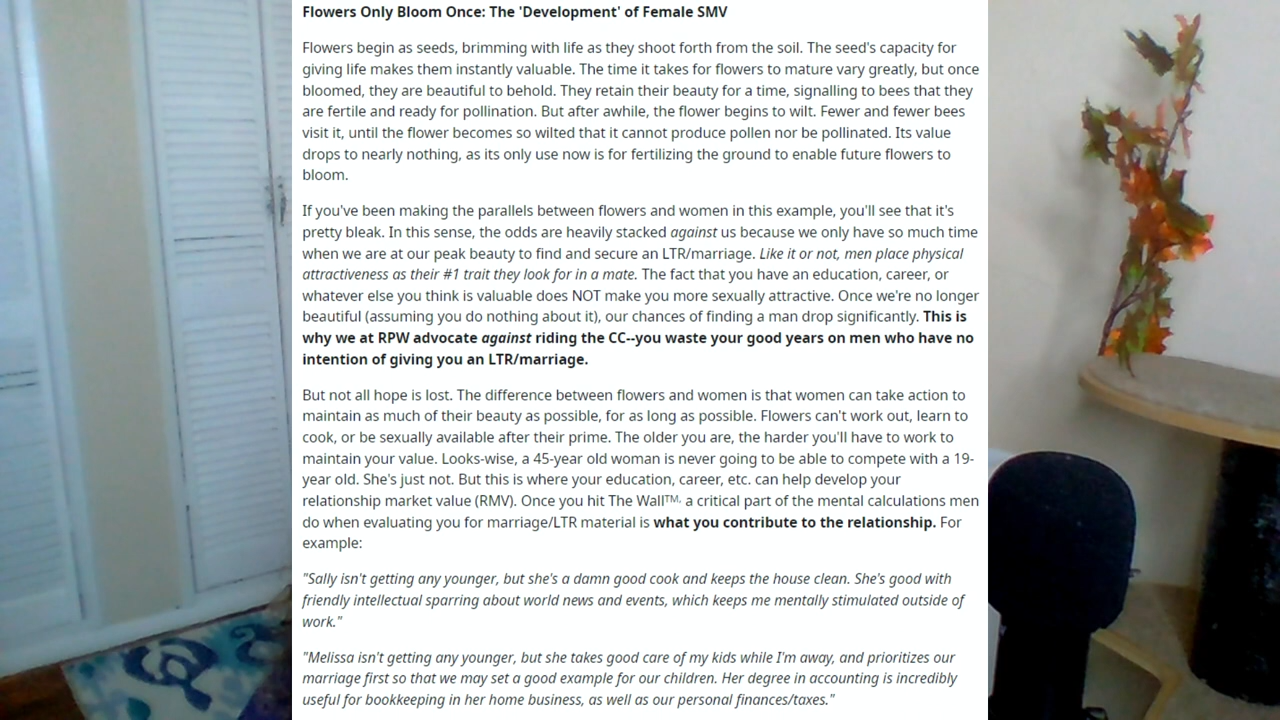 Flowers Only Bloom Once: The 'Development' of Female SMV
Flowers begin as seeds, brimming with life as they shoot forth from the soil. The seed's capacity for
giving life makes them instantly valuable. The time it takes for flowers to mature vary greatly, but once
bloomed, they are beautiful to behold. They retain their beauty for a time, signalling to bees that they
are fertile and ready for pollination. But after awhile, the flower begins to wilt. Fewer and fewer bees
visit it, until the flower becomes so wilted that it cannot produce pollen nor be pollinated. Its value
drops to nearly nothing, as its only use now is for fertilizing the ground to enable future flowers to
bloom.
If you've been making the parallels between flowers and women in this example, you'll see that it's
pretty bleak. In this sense, the odds are heavily stacked against us because we only have so much time
when we are at our peak beauty to find and secure an LTR/marriage. Like it or not, men place physical
attractiveness as their #1 trait they look for in a mate. The fact that you have an education, career, or
whatever else you think is valuable does NOT make you more sexually attractive. Once we're no longer
beautiful (assuming you do nothing about it), our chances of finding a man drop significantly. This is
why we at RPW advocate against riding the CC--you waste your good years on men who have no
intention of giving you an LTR/marriage.
But not all hope is lost. The difference between flowers and women is that women can take action to
maintain as much of their beauty as possible, for as long as possible. Flowers can't work out, learn to
cook, or be sexually available after their prime. The older you are, the harder you'll have to work to
maintain your value. Looks-wise, a 45-year old woman is never going to be able to compete with a 19-
year old. She's just not. But this is where your education, career, etc. can help develop your
relationship market value (RMV). Once you hit The Wall™, a critical part of the mental calculations men
do when evaluating you for marriage/LTR material is what you contribute to the relationship. For
example:
"Sally isn't getting any younger, but she's a damn good cook and keeps the house clean. She's good with
friendly intellectual sparring about world news and events, which keeps me mentally stimulated outside of
work."
"Melissa isn't getting any younger, but she takes good care of my kids while I'm away, and prioritizes our
marriage first so that we may set a good example for our children. Her degree in accounting is incredibly
useful for bookkeeping in her home business, as well as our personal finances/taxes."